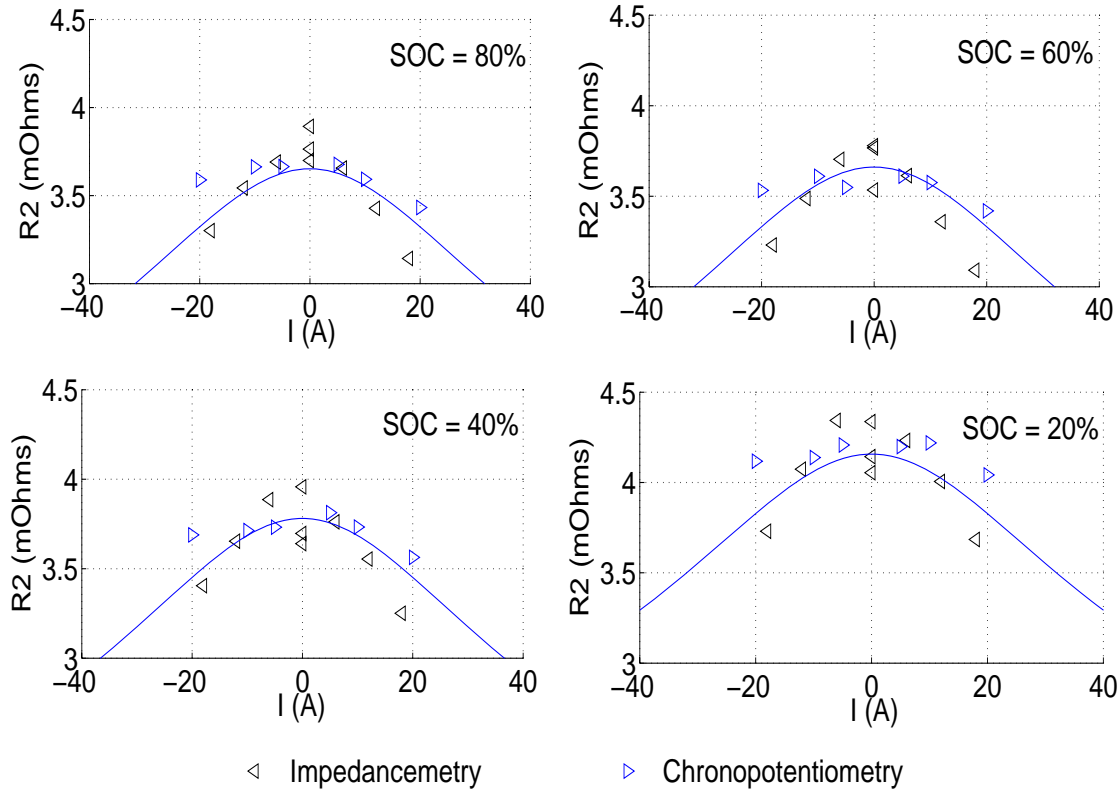 4.5
SOC = 80%
4
3.5
3
R2 (mOhms)
−40 −20 0 20 40
I (A)
4.5
SOC = 60%
4
3.5
3
R2 (mOhms)
−40 −20 0 20 40
I (A)
4.5
SOC = 40%
4
3.5
3
R2 (mOhms)
−40 −20 0 20 40
I (A)
4.5
SOC = 20%
4
3.5
3
R2 (mOhms)
−40 −20 0 20 40
I (A)
Impedancemetry Chronopotentiometry